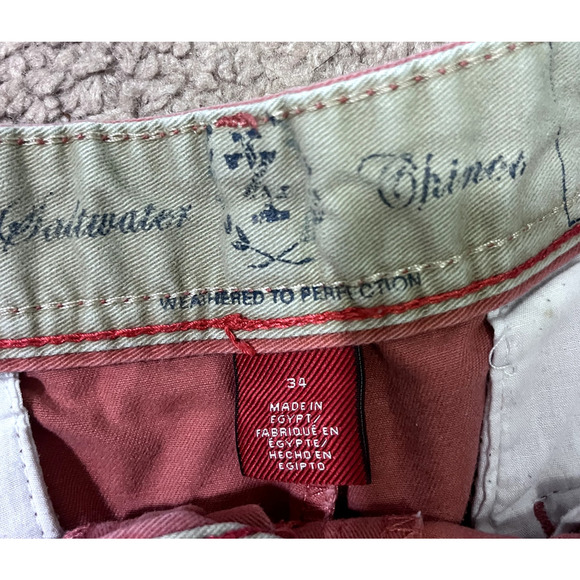 Saltwater Chinos
WEATHERED TO PERFECTION
34
MADE IN
EGYPT/
FABRIQUÉ EN
ÉGYPTE/
HECHO EN
EGIPTO